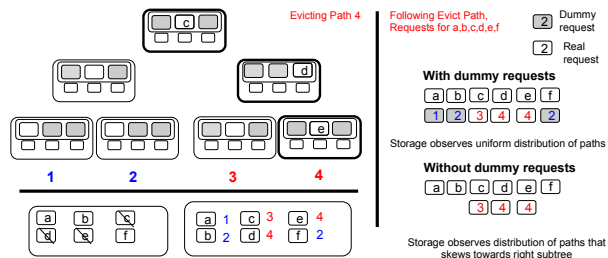 Evicting Path 4
c
d
e
1 2 3 4
a b c
d e f
a 1 c 3 e 4
b 2 d 4 f 2
Following Evict Path,
Requests for a,b,c,d,e,f
2 Dummy
request
2 Real
request
With dummy requests
a b c d e f
1 2 3 4 4 2
Storage observes uniform distribution of paths
Without dummy requests
a b c d e f
3 4 4
Storage observes distribution of paths that
skews towards right subtree